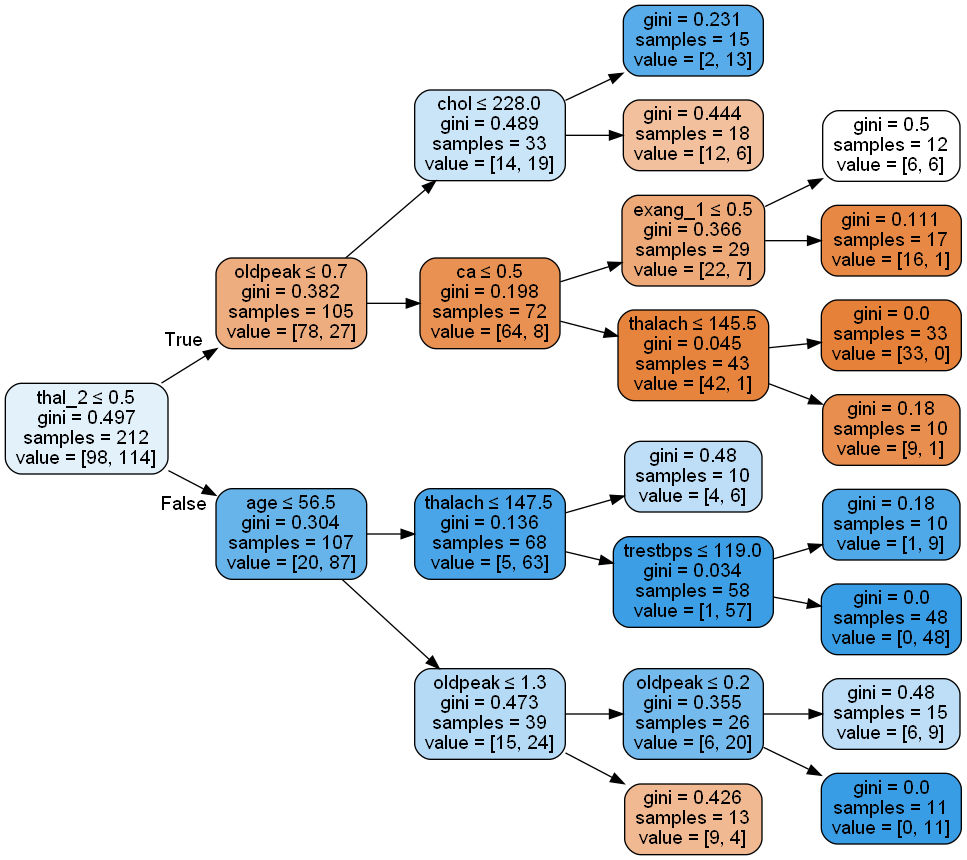 gini = 0.231
samples = 15
value = [2, 13]
chol ≤ 228.0
gini = 0.489
samples = 33
value = [14, 19]
gini = 0.444
samples = 18
value = [12, 6]
gini = 0.5
samples = 12
value = [6, 6]
exang_1 ≤ 0.5
gini = 0.366
samples = 29
value = [22, 7]
gini = 0.111
samples = 17
value = [16, 1]
oldpeak ≤ 0.7
gini = 0.382
samples = 105
value = [78, 27]
ca ≤ 0.5
gini = 0.198
samples = 72
value = [64, 8]
thalach ≤ 145.5
gini = 0.045
samples = 43
value = [42, 1]
gini = 0.0
samples = 33
value = [33, 0]
True
gini = 0.18
samples = 10
value = [9, 1]
thal_2 ≤ 0.5
gini = 0.497
samples = 212
value = [98, 114]
False
gini = 0.48
samples = 10
value = [4, 6]
age ≤ 56.5
gini = 0.304
samples = 107
value = [20, 87]
thalach ≤ 147.5
gini = 0.136
samples = 68
value = [5, 63]
gini = 0.18
samples = 10
value = [1, 9]
trestbps ≤ 119.0
gini = 0.034
samples = 58
value = [1, 57]
gini = 0.0
samples = 48
value = [0, 48]
oldpeak ≤ 1.3
gini = 0.473
samples = 39
value = [15, 24]
oldpeak ≤ 0.2
gini = 0.355
samples = 26
value = [6, 20]
gini = 0.48
samples = 15
value = [6, 9]
gini = 0.0
samples = 11
value = [0, 11]
gini = 0.426
samples = 13
value = [9, 4]